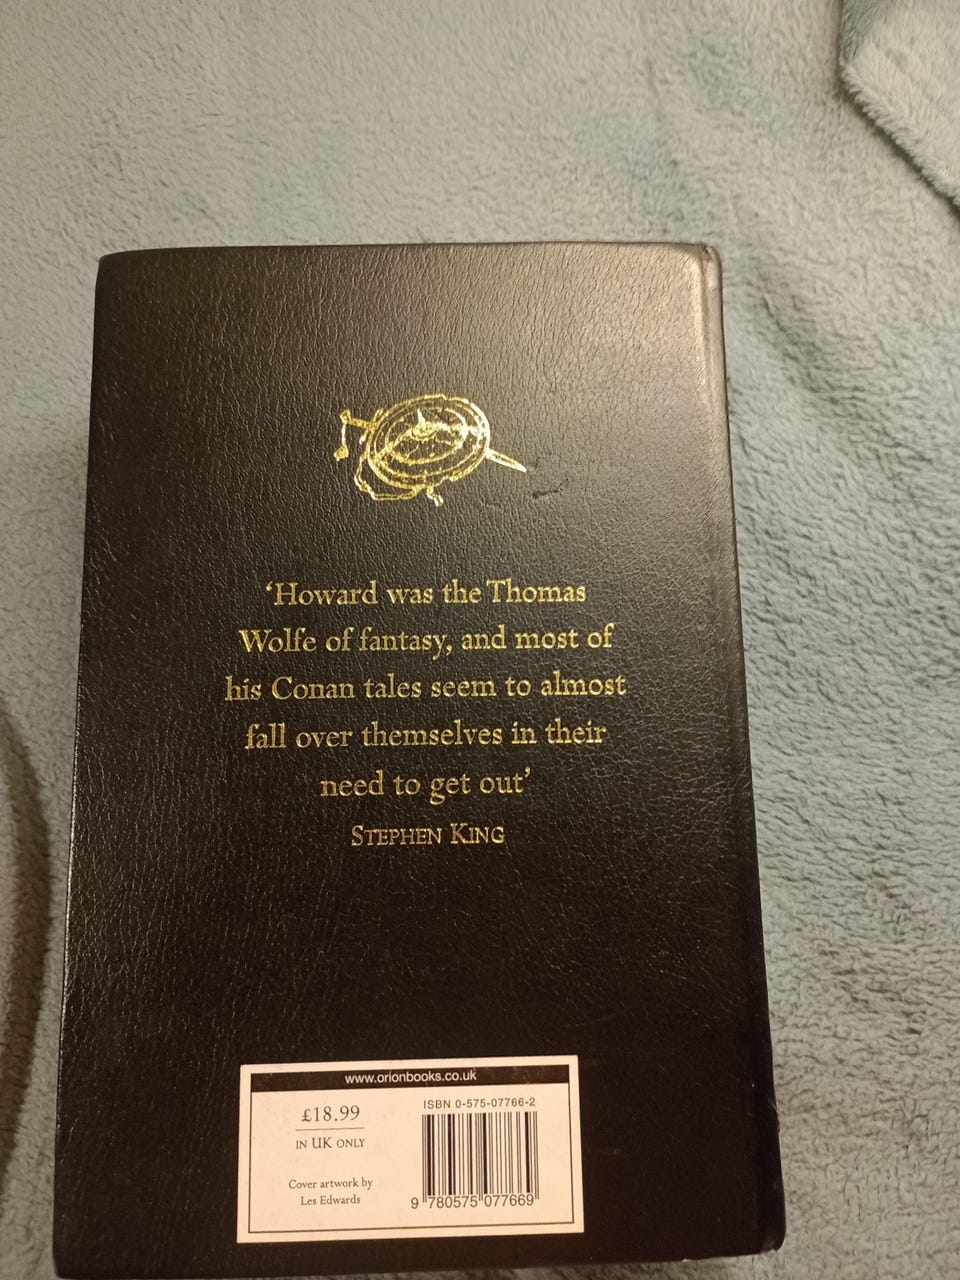 ‘Howard was the Thomas
Wolfe of fantasy, and most of
his Conan tales seem to almost
fall over themselves in their
need to get out’
STEPHEN KING
www.orionbooks.co.uk
£18.99
IN UK ONLY
Cover artwork by
Les Edwards
ISBN 0-575-07766-2
9 780575 077669